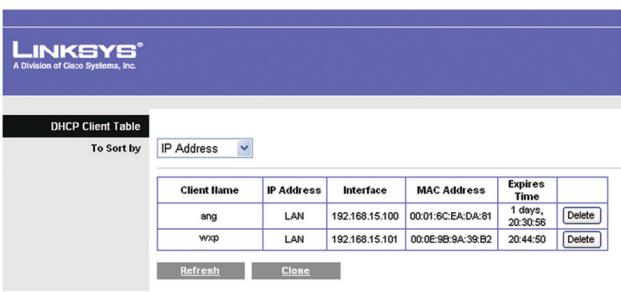 LINKSYS®
A Division of Cisco Systems, Inc.
DHCP Client Table
To Sort by IP Address
Client Name IP Address Interface MAC Address Expires Time
ang LAN 192.168.15.100 00:01:6C:EA:DA:81 1 days, 20:30:56 Delete
wxp LAN 192.168.15.101 00:0E:9B:9A:39:B2 20:44:50 Delete
Refresh Close